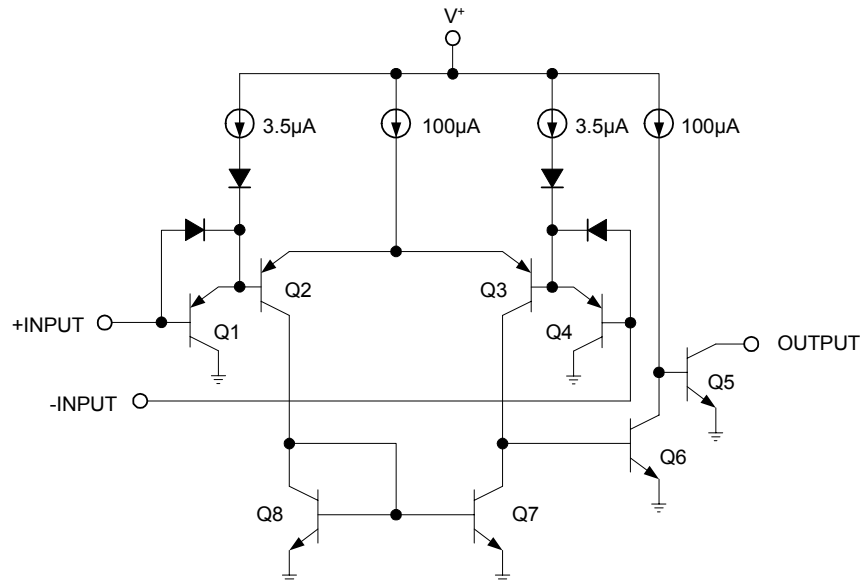 V+
3.5μA
100μA
3.5μA
100μA
Q2
Q3
+INPUT
Q1
Q4
OUTPUT
Q5
-INPUT
Q6
Q8
Q7